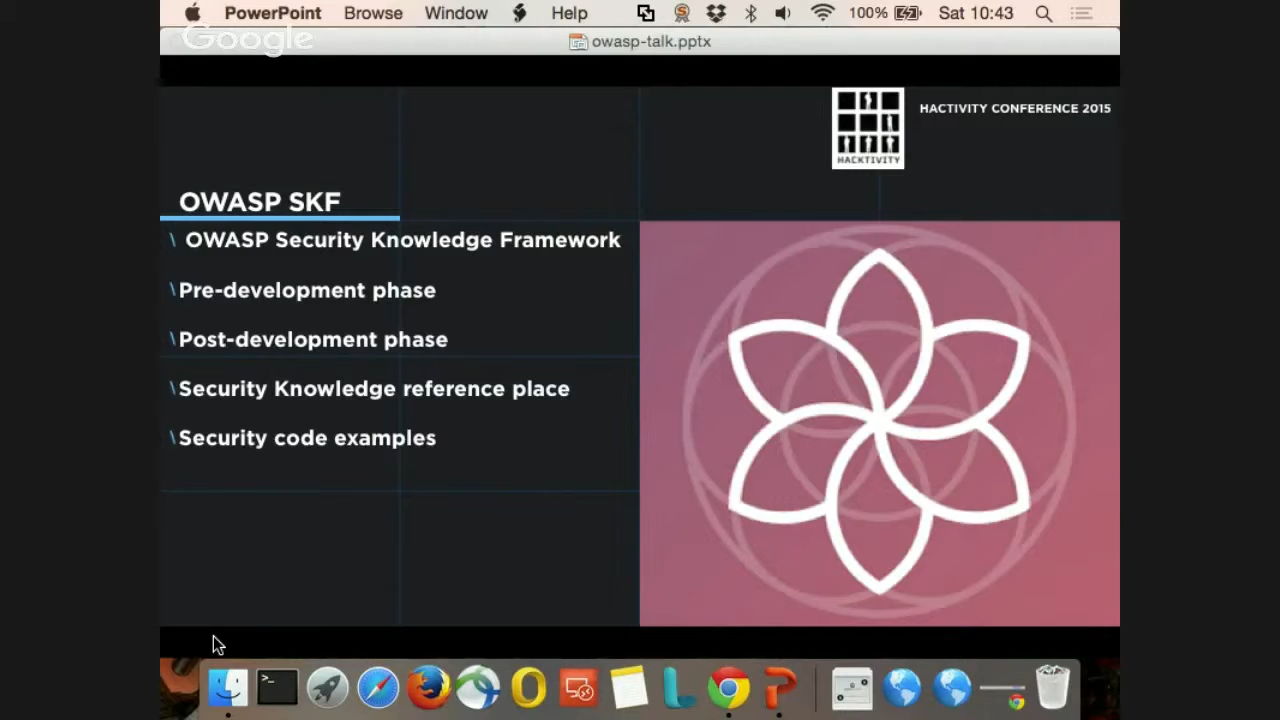 PowerPoint Browse Window Help 100% Sat 10:43
Google
owasp-talk.pptx
HACTIVITY CONFERENCE 2015
HACKTIVITY
OWASP SKF
\ OWASP Security Knowledge Framework
\ Pre-development phase
\ Post-development phase
\ Security Knowledge reference place
\ Security code examples
>_